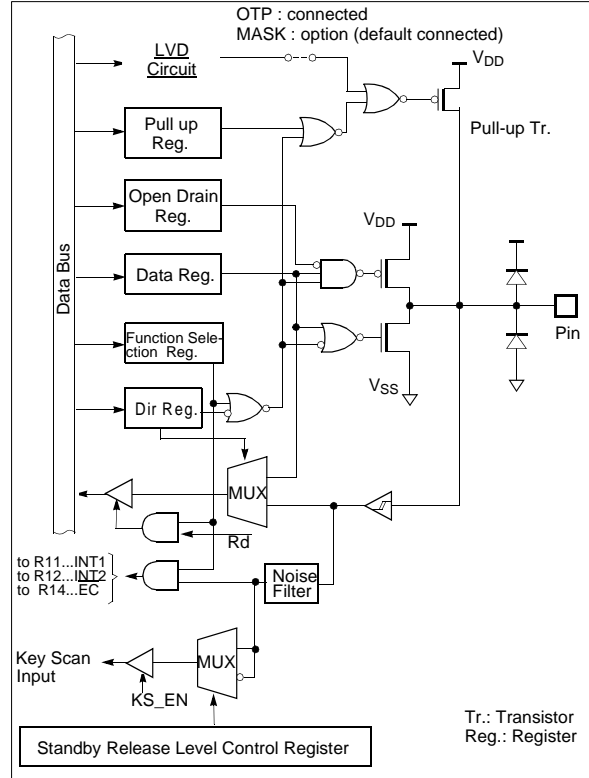 OTP : connected
MASK : option (default connected)
LVD
Circuit
VDD
Pull up
Reg.
Pull-up Tr.
Open Drain
Reg.
VDD
Data Bus
Data Reg.
Pin
Function Sele-
ction Reg.
VSS
Dir Reg.
MUX
Rd
to R11...INT1
to R12...INT2
to R14...EC
Noise
Filter
Key Scan
Input
MUX
KS_EN
Standby Release Level Control Register
Tr.: Transistor
Reg.: Register